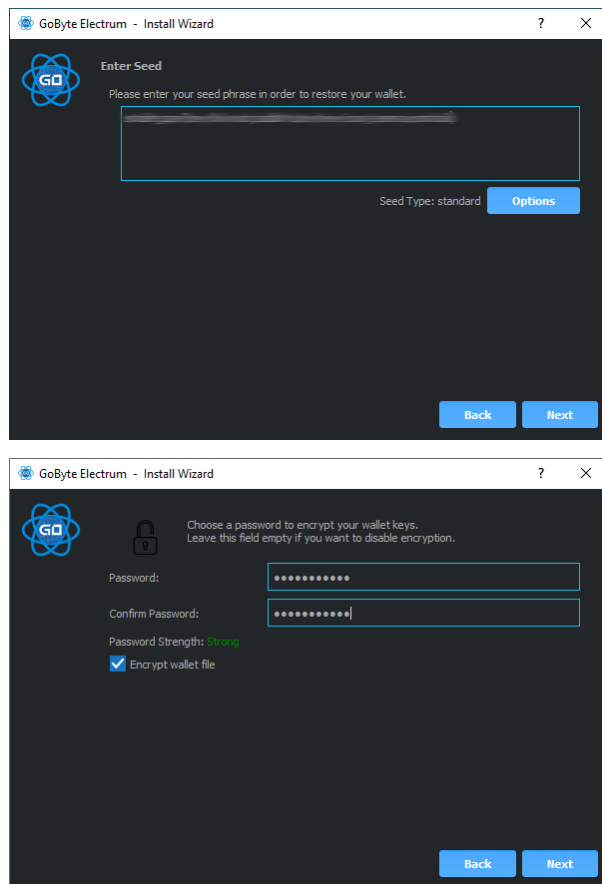 GoByte Electrum - Install Wizard
?
GO
Enter Seed
Please enter your seed phrase in order to restore your wallet.
Seed Type: standard
Options
Back
Next
GoByte Electrum - Install Wizard
?
GO
Choose a password to encrypt your wallet keys.
Leave this field empty if you want to disable encryption.
Password:
●●●●●●●●●●●
Confirm Password:
●●●●●●●●●●●
Password Strength: Strong
Encrypt wallet file
Back
Next